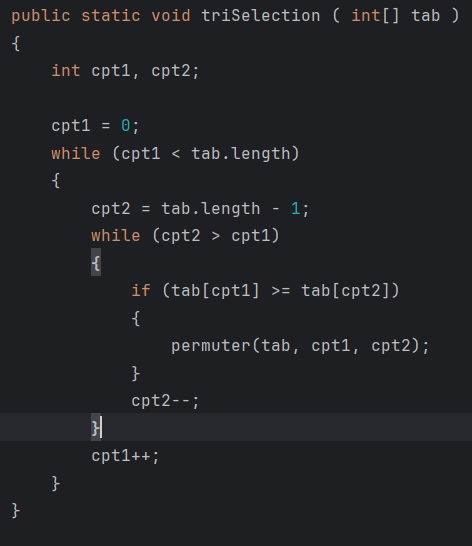 public static void triSelection ( int[] tab )
{
    int cpt1, cpt2;

    cpt1 = 0;
    while (cpt1 < tab.length)
    {
        cpt2 = tab.length - 1;
        while (cpt2 > cpt1)
        {
            if (tab[cpt1] >= tab[cpt2])
            {
                permuter(tab, cpt1, cpt2);
            }
            cpt2--;
        }
        cpt1++;
    }
}